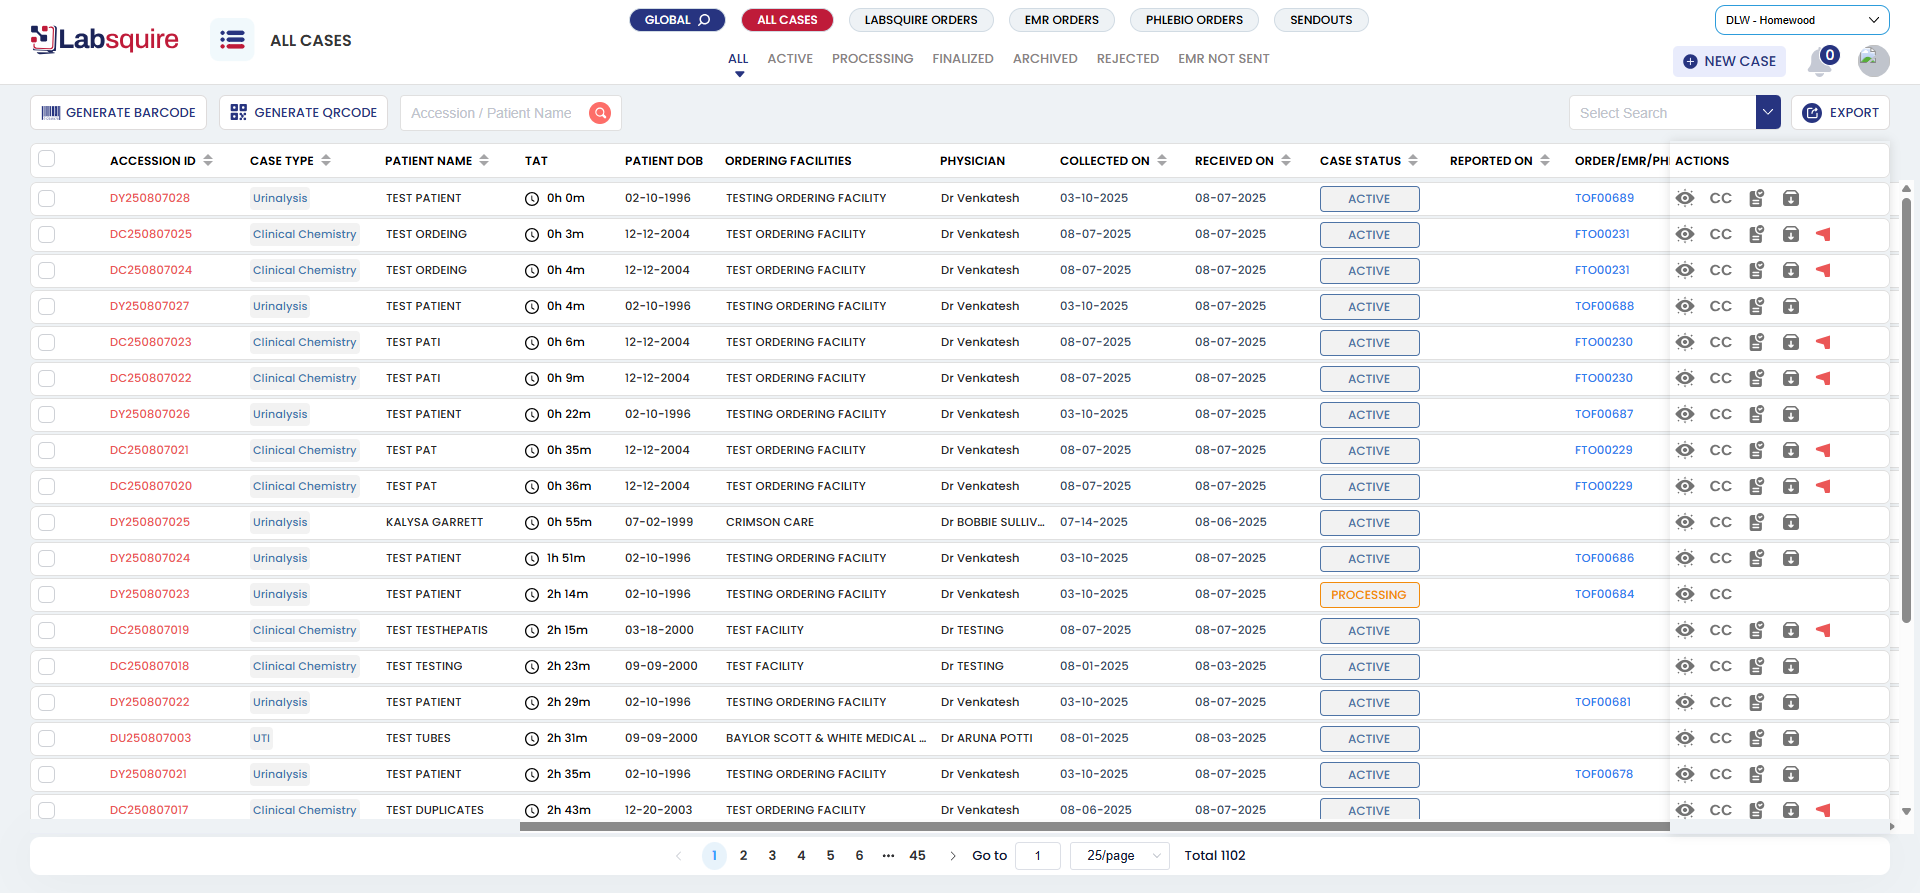 Labsquire
ALL CASES
GLOBAL
ALL CASES
LABSQUIRE ORDERS
EMR ORDERS
PHLEBIO ORDERS
SENDOUTS
DLW - Homewood
ALL
ACTIVE
PROCESSING
FINALIZED
ARCHIVED
REJECTED
EMR NOT SENT
NEW CASE
0
GENERATE BARCODE
GENERATE QRCODE
Accession / Patient Name
Select Search
EXPORT
ACCESSION ID CASE TYPE PATIENT NAME TAT PATIENT DOB ORDERING FACILITIES PHYSICIAN COLLECTED ON RECEIVED ON CASE STATUS REPORTED ON ORDER/EMR/PH ACTIONS
DY250807028 Urinalysis TEST PATIENT 0h 0m 02-10-1996 TESTING ORDERING FACILITY Dr Venkatesh 03-10-2025 08-07-2025 ACTIVE TOF00689 CC
DC250807025 Clinical Chemistry TEST ORDEING 0h 3m 12-12-2004 TEST ORDERING FACILITY Dr Venkatesh 08-07-2025 08-07-2025 ACTIVE FTO00231 CC
DC250807024 Clinical Chemistry TEST ORDEING 0h 4m 12-12-2004 TEST ORDERING FACILITY Dr Venkatesh 08-07-2025 08-07-2025 ACTIVE FTO00231 CC
DY250807027 Urinalysis TEST PATIENT 0h 4m 02-10-1996 TESTING ORDERING FACILITY Dr Venkatesh 03-10-2025 08-07-2025 ACTIVE TOF00688 CC
DC250807023 Clinical Chemistry TEST PATI 0h 6m 12-12-2004 TEST ORDERING FACILITY Dr Venkatesh 08-07-2025 08-07-2025 ACTIVE FTO00230 CC
DC250807022 Clinical Chemistry TEST PATI 0h 9m 12-12-2004 TEST ORDERING FACILITY Dr Venkatesh 08-07-2025 08-07-2025 ACTIVE FTO00230 CC
DY250807026 Urinalysis TEST PATIENT 0h 22m 02-10-1996 TESTING ORDERING FACILITY Dr Venkatesh 03-10-2025 08-07-2025 ACTIVE TOF00687 CC
DC250807021 Clinical Chemistry TEST PAT 0h 35m 12-12-2004 TEST ORDERING FACILITY Dr Venkatesh 08-07-2025 08-07-2025 ACTIVE FTO00229 CC
DC250807020 Clinical Chemistry TEST PAT 0h 36m 12-12-2004 TEST ORDERING FACILITY Dr Venkatesh 08-07-2025 08-07-2025 ACTIVE FTO00229 CC
DY250807025 Urinalysis KALYSA GARRETT 0h 55m 07-02-1999 CRIMSON CARE Dr BOBBIE SULLIV... 07-14-2025 08-06-2025 ACTIVE CC
DY250807024 Urinalysis TEST PATIENT 1h 51m 02-10-1996 TESTING ORDERING FACILITY Dr Venkatesh 03-10-2025 08-07-2025 ACTIVE TOF00686 CC
DY250807023 Urinalysis TEST PATIENT 2h 14m 02-10-1996 TESTING ORDERING FACILITY Dr Venkatesh 03-10-2025 08-07-2025 PROCESSING TOF00684 CC
DC250807019 Clinical Chemistry TEST TESTHEPATIS 2h 15m 03-18-2000 TEST FACILITY Dr TESTING 08-07-2025 08-07-2025 ACTIVE CC
DC250807018 Clinical Chemistry TEST TESTING 2h 23m 09-09-2000 TEST FACILITY Dr TESTING 08-01-2025 08-03-2025 ACTIVE CC
DY250807022 Urinalysis TEST PATIENT 2h 29m 02-10-1996 TESTING ORDERING FACILITY Dr Venkatesh 03-10-2025 08-07-2025 ACTIVE TOF00681 CC
DU250807003 UTI TEST TUBES 2h 31m 09-09-2000 BAYLOR SCOTT & WHITE MEDICAL ... Dr ARUNA POTTI 08-01-2025 08-03-2025 ACTIVE CC
DY250807021 Urinalysis TEST PATIENT 2h 35m 02-10-1996 TESTING ORDERING FACILITY Dr Venkatesh 03-10-2025 08-07-2025 ACTIVE TOF00678 CC
DC250807017 Clinical Chemistry TEST DUPLICATES 2h 43m 12-20-2003 TEST ORDERING FACILITY Dr Venkatesh 08-06-2025 08-07-2025 ACTIVE CC
1 2 3 4 5 6 ••• 45 Go to 1 25/page Total 1102